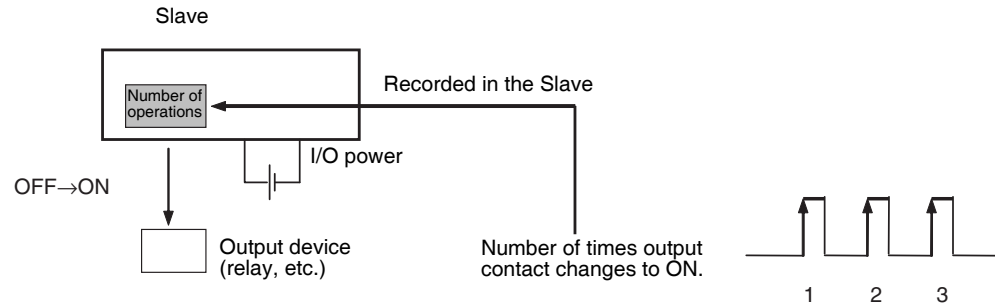 Slave
Number of
operations
Recorded in the Slave
I/O power
OFF→ON
Output device
(relay, etc.)
Number of times output
contact changes to ON.
1 2 3